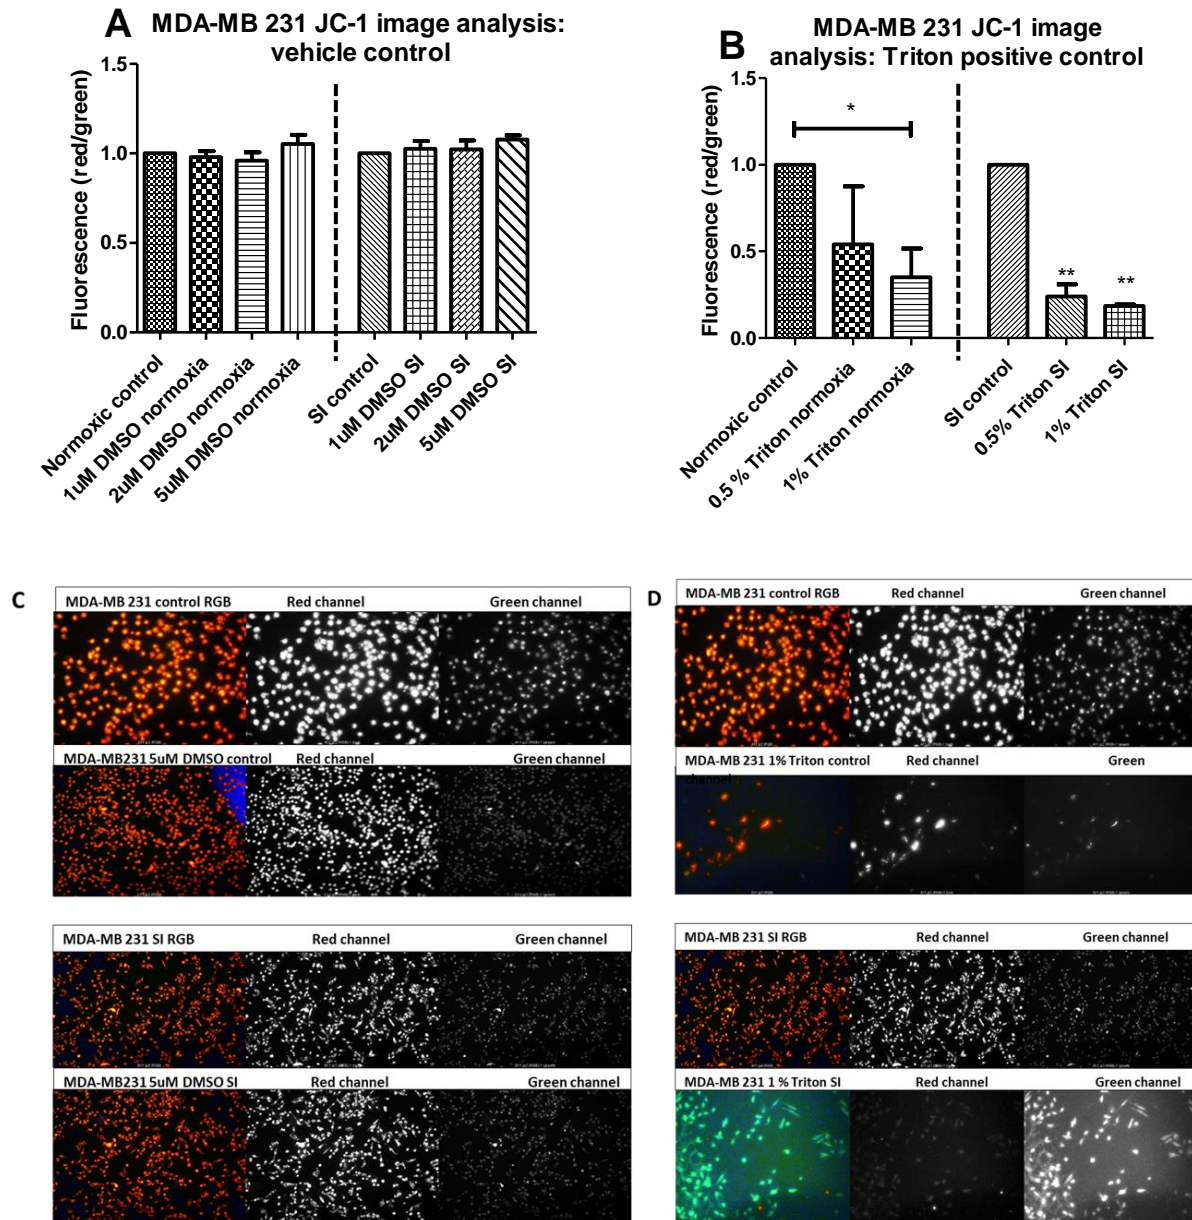 A MDA-MB 231 JC-1 image analysis:
vehicle control
Fluorescence (red/green)
1.5
1.0
0.5
0.0
Normoxic control
1uM DMSO normoxia
2uM DMSO normoxia
5uM DMSO normoxia
SI control
1uM DMSO SI
2uM DMSO SI
5uM DMSO SI
B MDA-MB 231 JC-1 image
analysis: Triton positive control
Fluorescence (red/green)
1.5
1.0
0.5
0.0
*
**
**
Normoxic control
0.5 % Triton normoxia
1% Triton normoxia
SI control
0.5% Triton SI
1% Triton SI
C
MDA-MB 231 control RGB Red channel Green channel
MDA-MB231 5uM DMSO control Red channel Green channel
MDA-MB 231 SI RGB Red channel Green channel
MDA-MB231 5uM DMSO SI Red channel Green channel
D
MDA-MB 231 control RGB Red channel Green channel
MDA-MB 231 1% Triton control Red channel Green
channel
MDA-MB 231 SI RGB Red channel Green channel
MDA-MB 231 1 % Triton SI Red channel Green channel